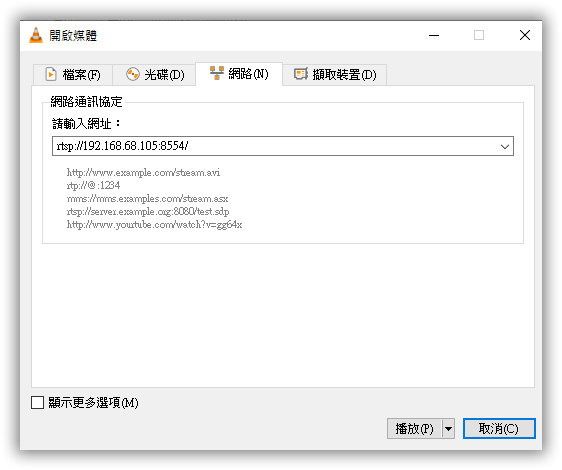 開啟媒體
檔案(F) 光碟(D) 網路(N) 擷取裝置(D)
網路通訊協定
請輸入網址：
rtsp://192.168.68.105:8554/
http://www.example.com/stream.avi
rtp://@:1234
mms://mms.examples.com/stream.asx
rtsp://server.example.org:8080/test.sdp
http://www.youtube.com/watch?v=gg64x
顯示更多選項(M)
播放(P) 取消(C)